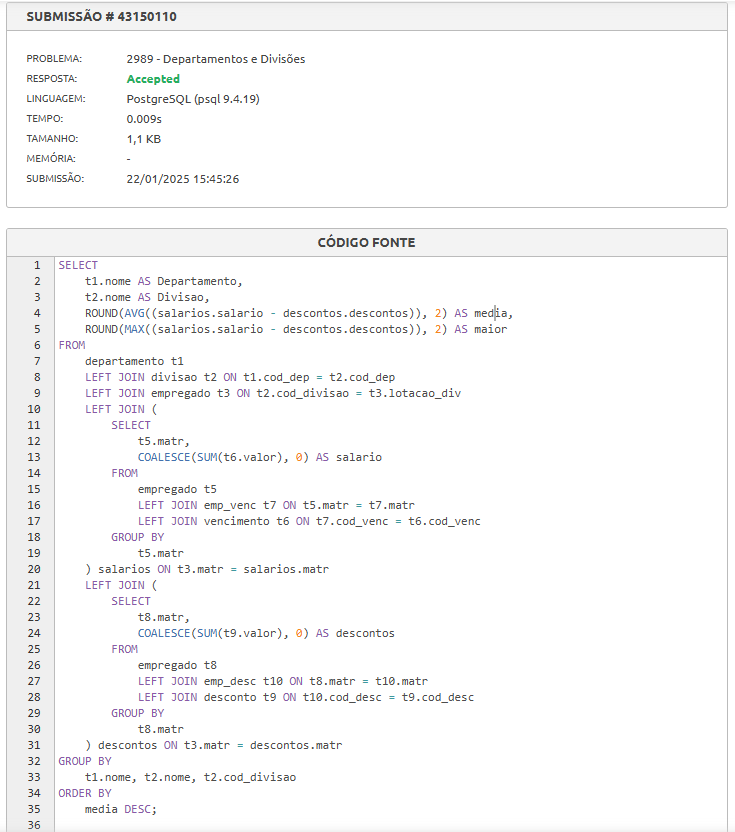 SUBMISSÃO # 43150110
PROBLEMA: 2989 - Departamentos e Divisões
RESPOSTA: Accepted
LINGUAGEM: PostgreSQL (psql 9.4.19)
TEMPO: 0.009s
TAMANHO: 1,1 KB
MEMÓRIA: -
SUBMISSÃO: 22/01/2025 15:45:26
CÓDIGO FONTE
1 SELECT
2     t1.nome AS Departamento,
3     t2.nome AS Divisao,
4     ROUND(AVG((salarios.salario - descontos.descontos)), 2) AS media,
5     ROUND(MAX((salarios.salario - descontos.descontos)), 2) AS maior
6 FROM
7     departamento t1
8     LEFT JOIN divisao t2 ON t1.cod_dep = t2.cod_dep
9     LEFT JOIN empregado t3 ON t2.cod_divisao = t3.lotacao_div
10     LEFT JOIN (
11         SELECT
12             t5.matr,
13             COALESCE(SUM(t6.valor), 0) AS salario
14         FROM
15             empregado t5
16             LEFT JOIN emp_venc t7 ON t5.matr = t7.matr
17             LEFT JOIN vencimento t6 ON t7.cod_venc = t6.cod_venc
18         GROUP BY
19             t5.matr
20     ) salarios ON t3.matr = salarios.matr
21     LEFT JOIN (
22         SELECT
23             t8.matr,
24             COALESCE(SUM(t9.valor), 0) AS descontos
25         FROM
26             empregado t8
27             LEFT JOIN emp_desc t10 ON t8.matr = t10.matr
28             LEFT JOIN desconto t9 ON t10.cod_desc = t9.cod_desc
29         GROUP BY
30             t8.matr
31     ) descontos ON t3.matr = descontos.matr
32 GROUP BY
33     t1.nome, t2.nome, t2.cod_divisao
34 ORDER BY
35     media DESC;
36